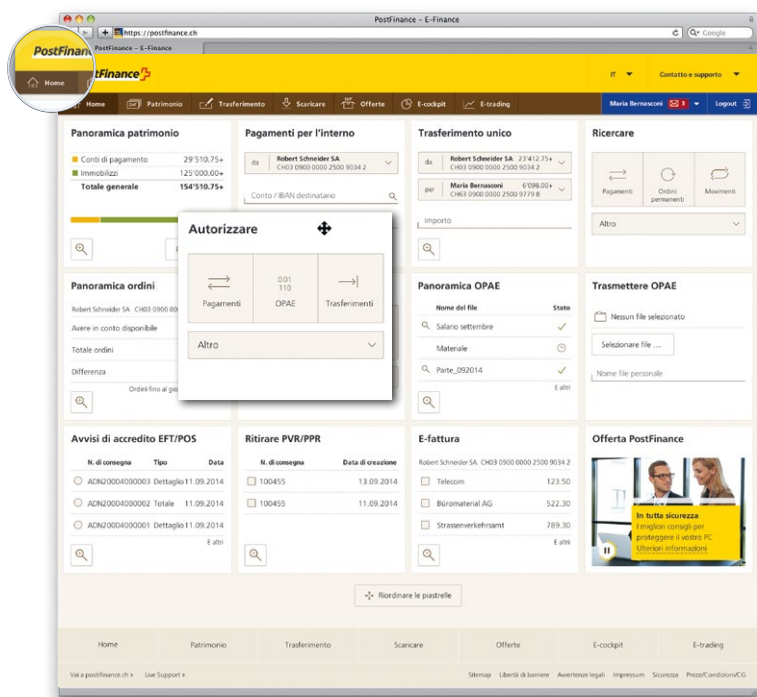 PostFinance – E-Finance
https://postfinance.ch
Google
PostFinance – E-Finance
PostFinan
Home
stFinance
IT
Contatto e supporto
Home
Patrimonio
Trasferimento
Scaricare
Offerte
E-cockpit
E-trading
Maria Bernasconi
3
Logout
Panoramica patrimonio
Conti di pagamento 29'510.75+
Immobilizzi 125'000.00+
Totale generale 154'510.75+
Pagamenti per l'interno
da Robert Schneider SA
CH03 0900 0000 2500 9034 2
Conto / IBAN destinatario
Trasferimento unico
da Robert Schneider SA 23'412.75+
CH03 0900 0000 2500 9034 2
per Maria Bernasconi 6'098.00+
CH63 0900 0000 2500 9779 8
Importo
Ricercare
Pagamenti
Ordini permanenti
Movimenti
Altro
Autorizzare
001
110
Pagamenti
OPAE
Trasferimenti
Altro
Panoramica ordini
Robert Schneider SA CH03 0900 00
Avere in conto disponibile
Totale ordini
Differenza
Ordini fino al
Panoramica OPAE
Nome del file Stato
Salario settembre
Materiale
Parte_092014
E altri
Trasmettere OPAE
Nessun file selezionato
Selezionare file ...
Nome file personale
Avvisi di accredito EFT/POS
N. di consegna Tipo Data
ADN20004000003 Dettaglio 11.09.2014
ADN20004000002 Totale 11.09.2014
ADN20004000001 Dettaglio 11.09.2014
E altri
Ritirare PVR/PPR
N. di consegna Data di creazione
100455 13.09.2014
100455 11.09.2014
E-fattura
Robert Schneider SA CH03 0900 0000 2500 9034 2
Telecom 123.50
Büromaterial AG 522.30
Strassenverkehrsamt 789.30
E altri
Offerta PostFinance
In tutta sicurezza
I migliori consigli per
proteggere il vostro PC
Ulteriori informazioni
Riordinare le piastrelle
Home
Patrimonio
Trasferimento
Scaricare
Offerte
E-cockpit
E-trading
Vai a postfinance.ch
Live Support
Sitemap
Libertà di barriere
Avvertenze legali
Impressum
Sicurezza
Prezzi/Condizioni/CG